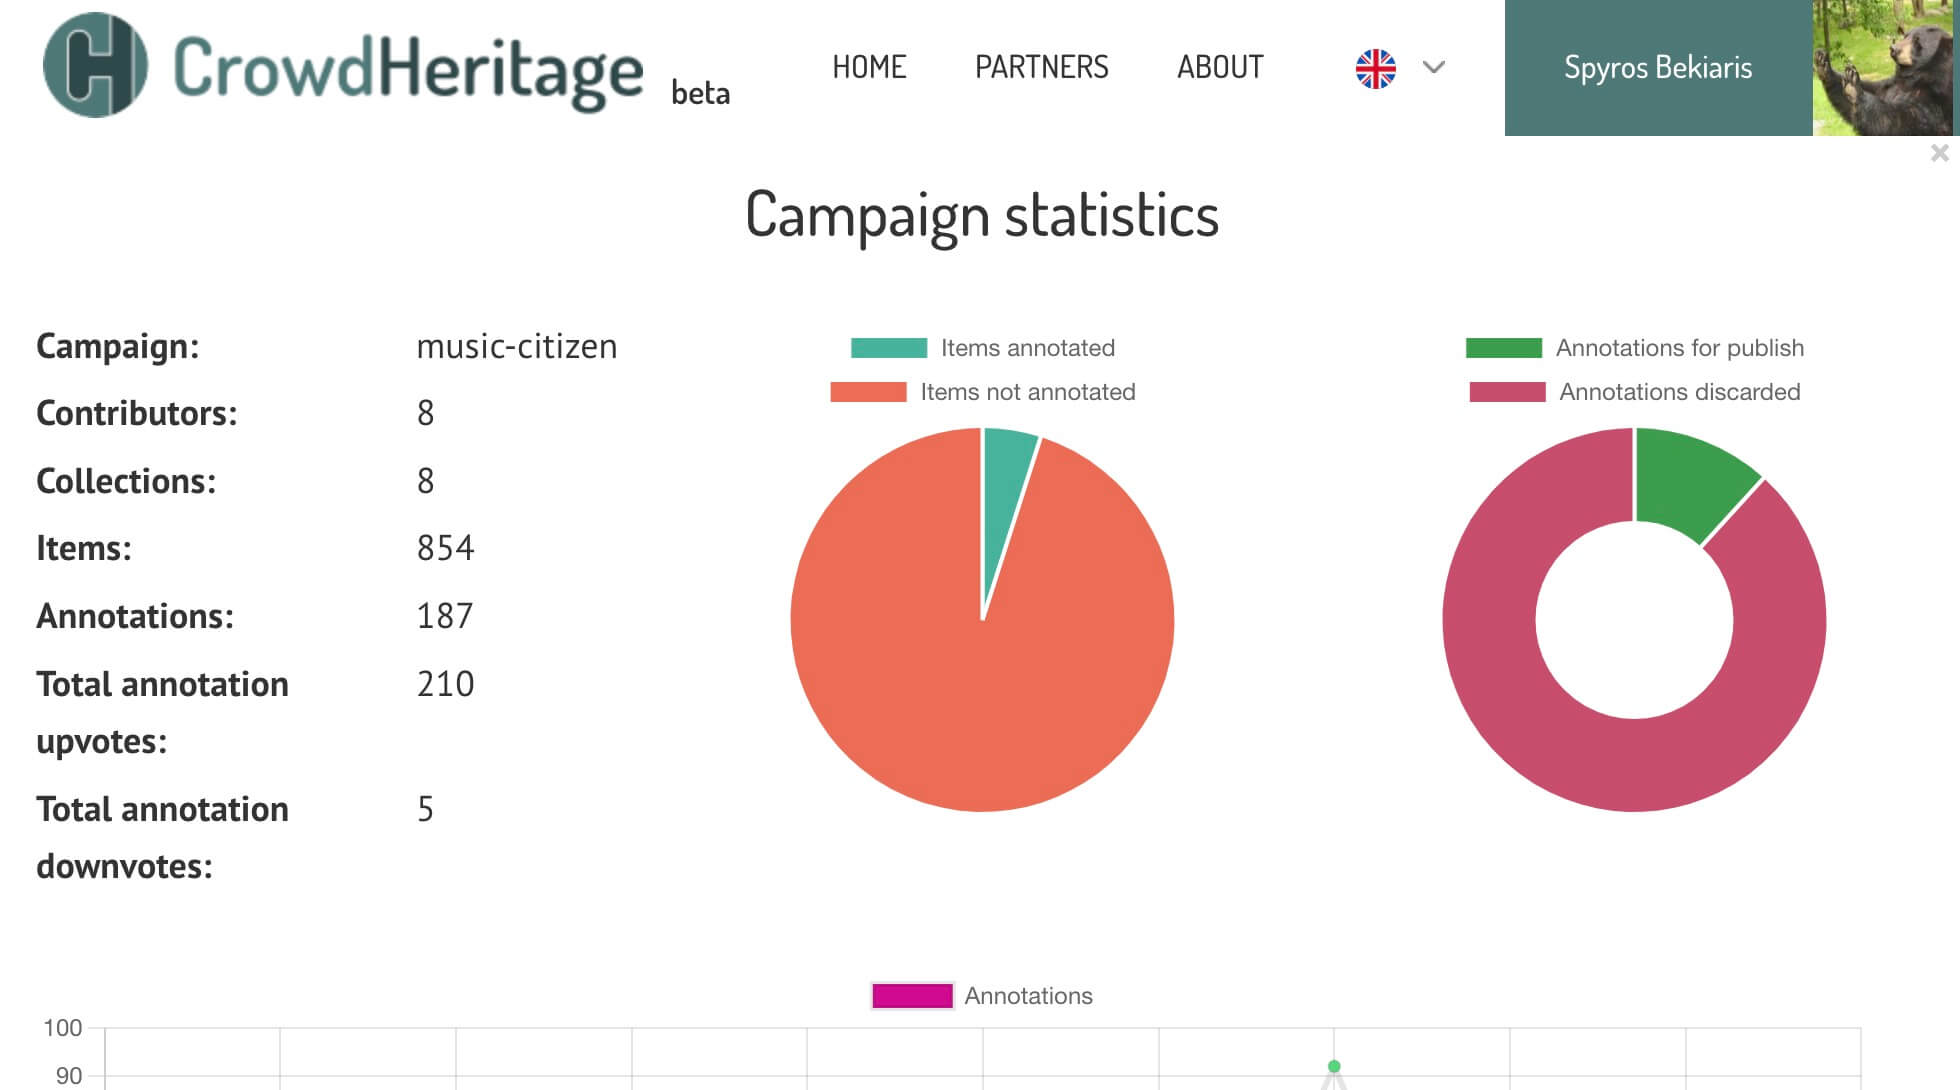 CrowdHeritage beta HOME PARTNERS ABOUT Spyros Bekiaris
Campaign statistics
Campaign: music-citizen
Contributors: 8
Collections: 8
Items: 854
Annotations: 187
Total annotation 210
upvotes:
Total annotation 5
downvotes:
Items annotated
Items not annotated
Annotations for publish
Annotations discarded
Annotations
100
90